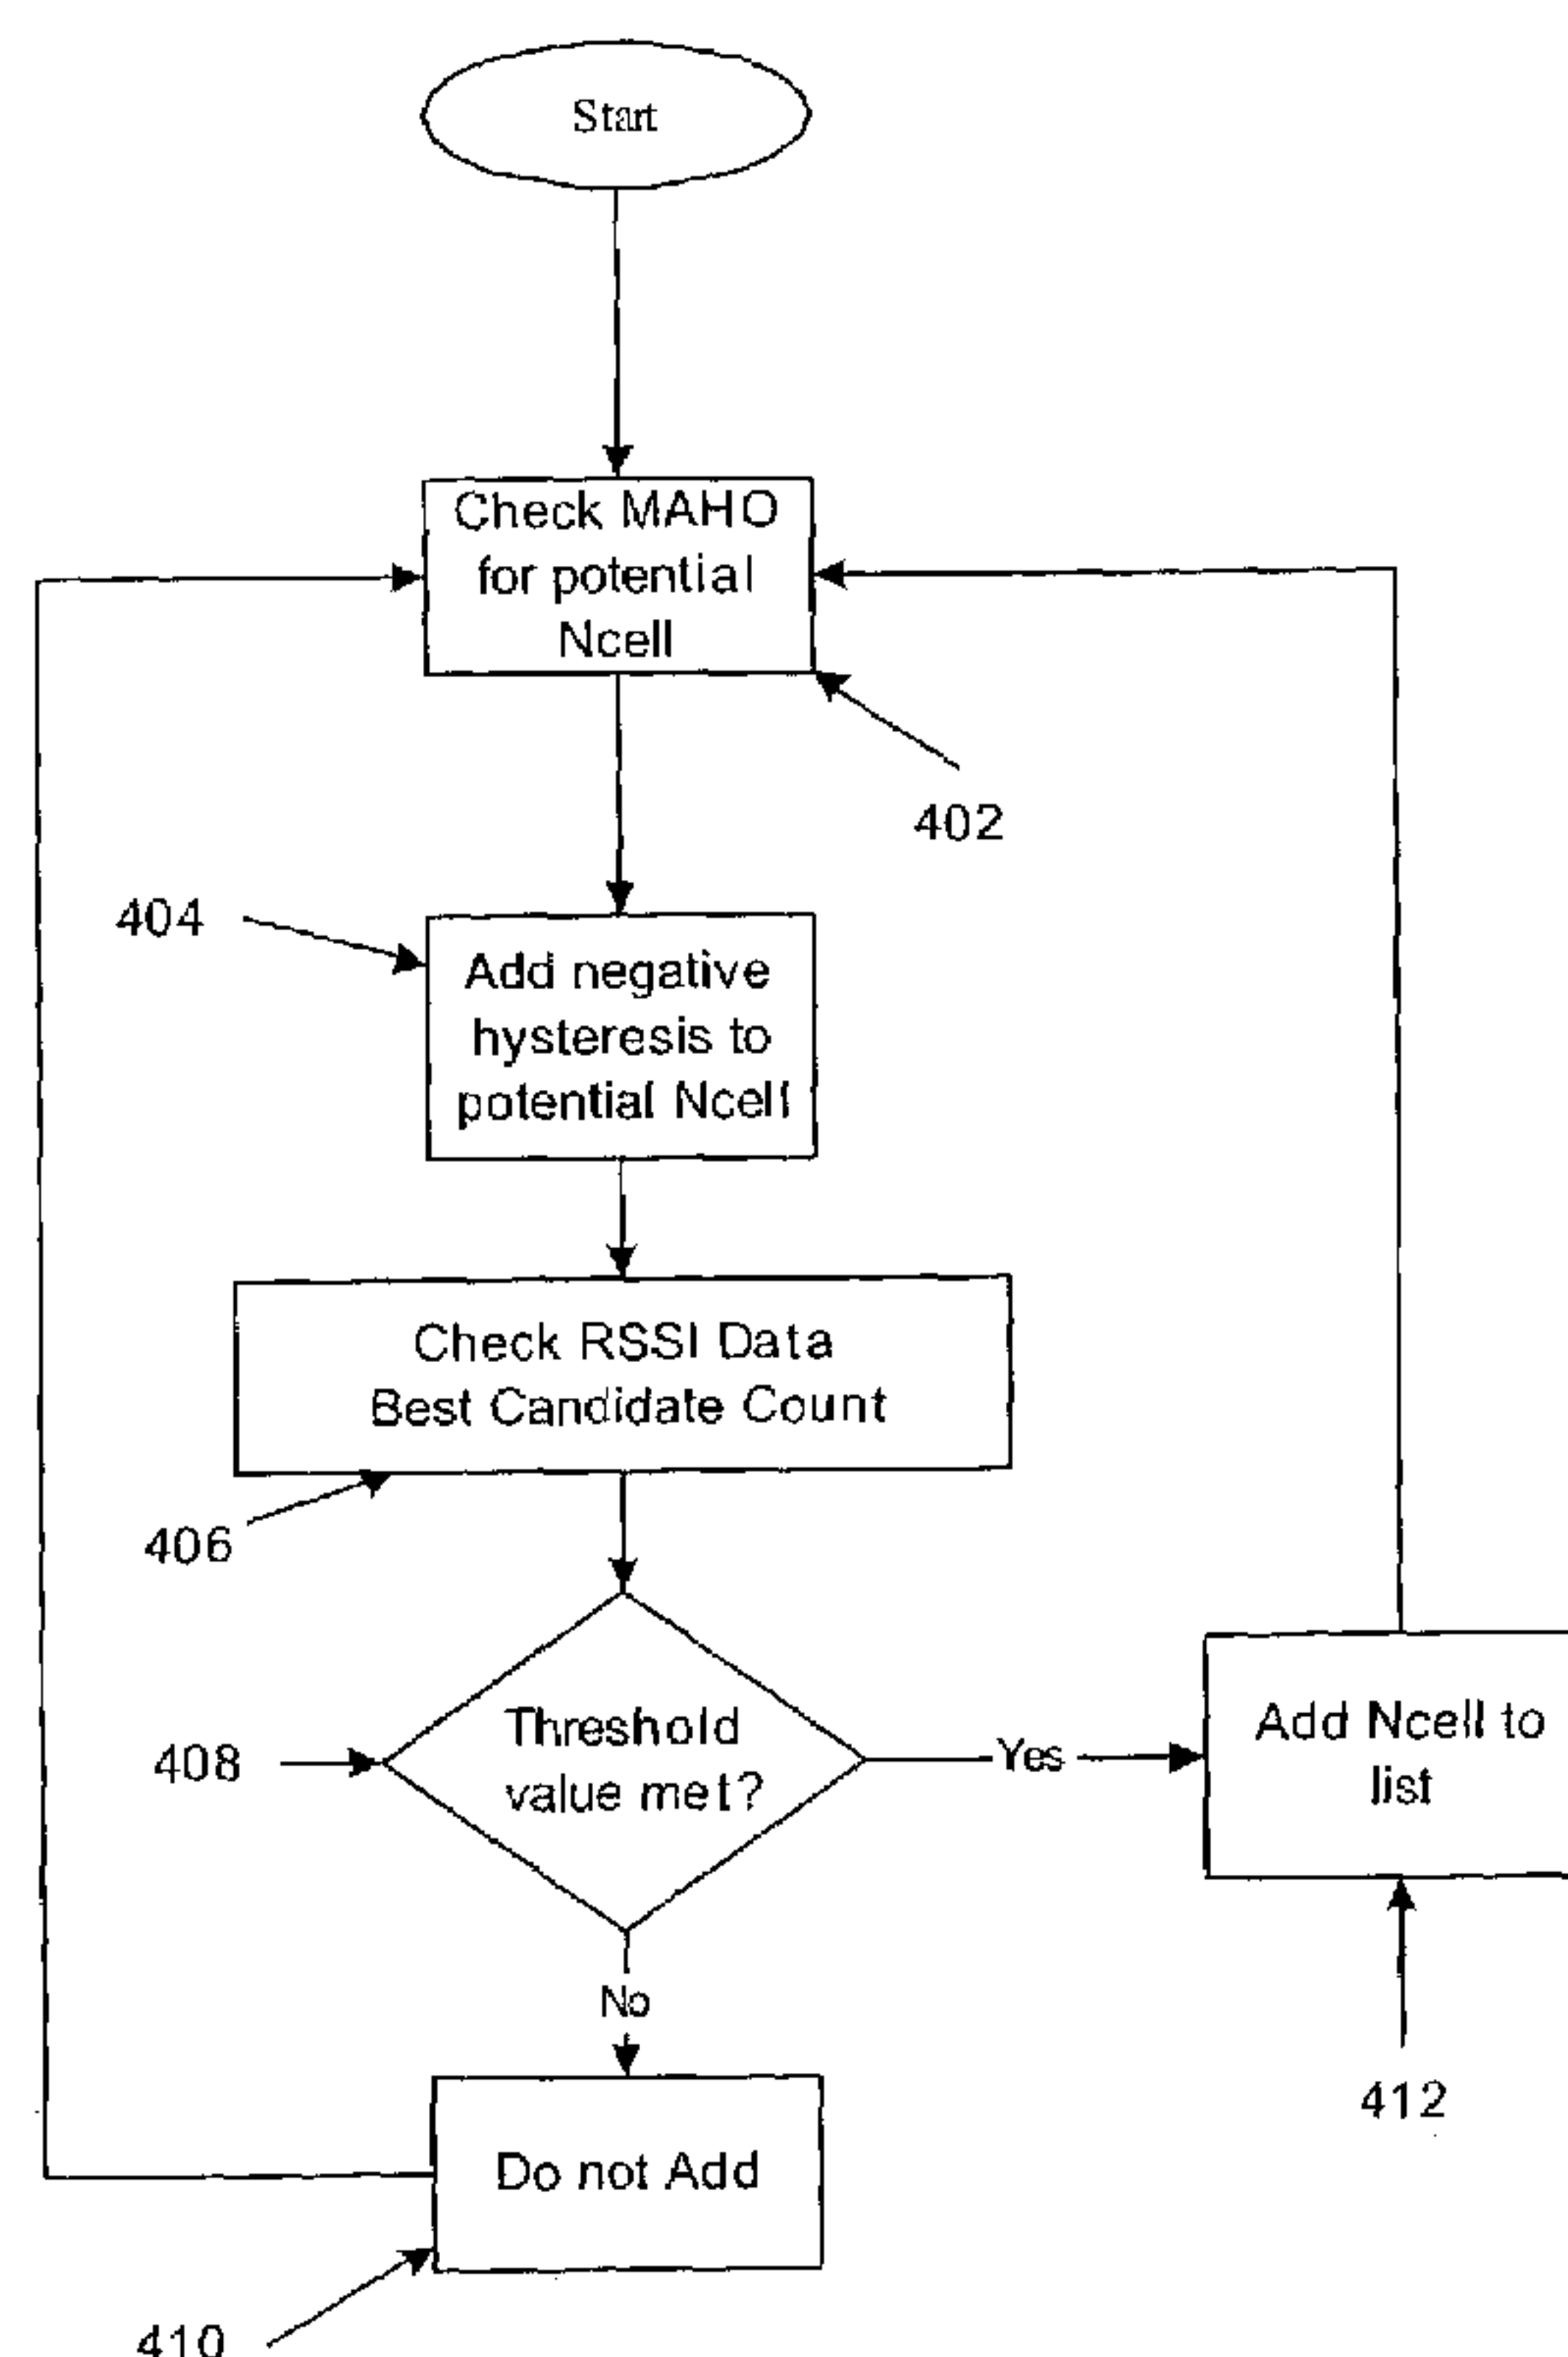 Start
Check MAHO
for potential
Ncell
402
404
Add negative
hysteresis to
potential Ncell
Check RSSI Data
Best Candidate Count
406
Threshold
value met?
408
Yes
Add Ncell to
list
No
412
Do not Add
410